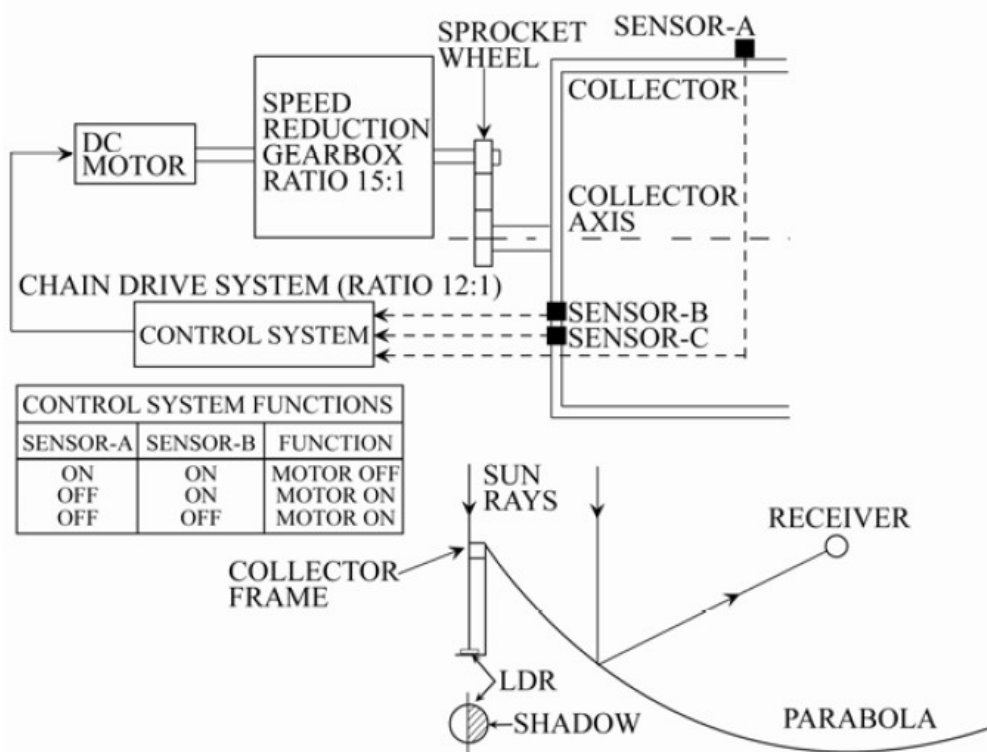 SENSOR-A
SPROCKET
WHEEL
COLLECTOR
SPEED
REDUCTION
GEARBOX
RATIO 15:1
DC
MOTOR
COLLECTOR
AXIS
CHAIN DRIVE SYSTEM (RATIO 12:1)
SENSOR-B
CONTROL SYSTEM
SENSOR-C
CONTROL SYSTEM FUNCTIONS
SENSOR-A SENSOR-B FUNCTION
ON ON MOTOR OFF
OFF ON MOTOR ON
OFF OFF MOTOR ON
SUN
RAYS
RECEIVER
COLLECTOR
FRAME
LDR
SHADOW
PARABOLA